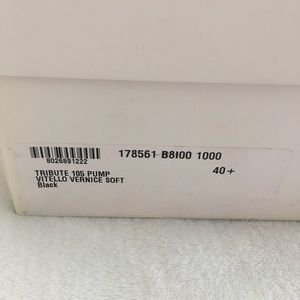 178561 B8I00 1000
8026891222
40+
TRIBUTE 105 PUMP
VITELLO VERNICE SOFT
Black